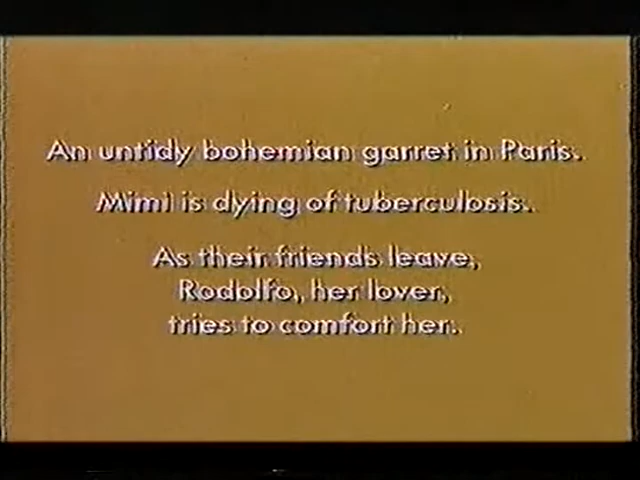 An untidy bohemian garret in Paris.
Mimi is dying of tuberculosis.
As their friends leave,
Rodolfo, her lover,
tries to comfort her.